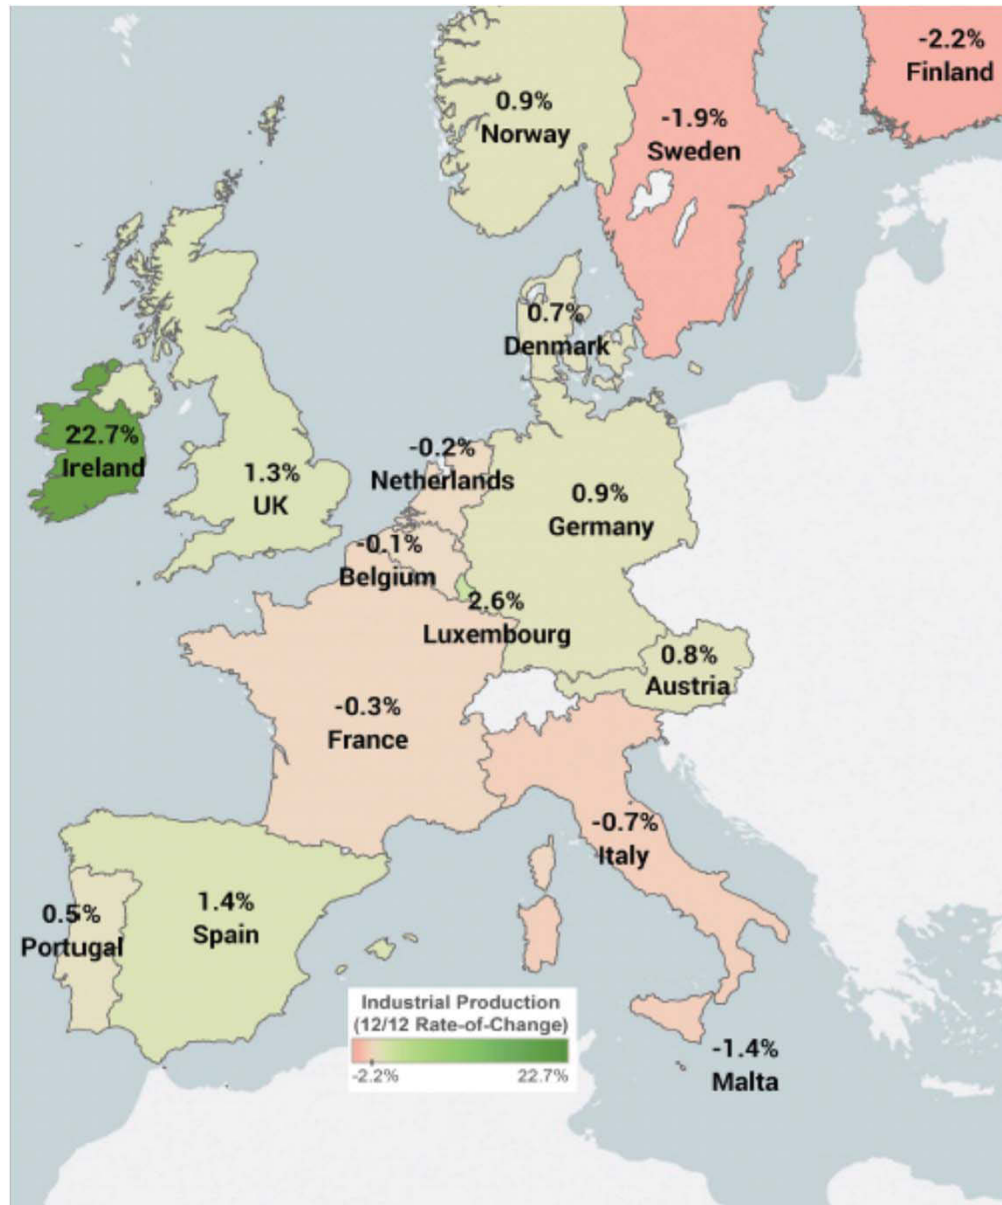 -2.2%
Finland
0.9%
Norway
-1.9%
Sweden
0.7%
Denmark
22.7%
Ireland
1.3%
UK
-0.2%
Netherlands
0.9%
Germany
-0.1%
Belgium
2.6%
Luxembourg
0.8%
Austria
-0.3%
France
-0.7%
Italy
0.5%
Portugal
1.4%
Spain
Industrial Production
(12/12 Rate-of-Change)
-2.2% 22.7%
-1.4%
Malta